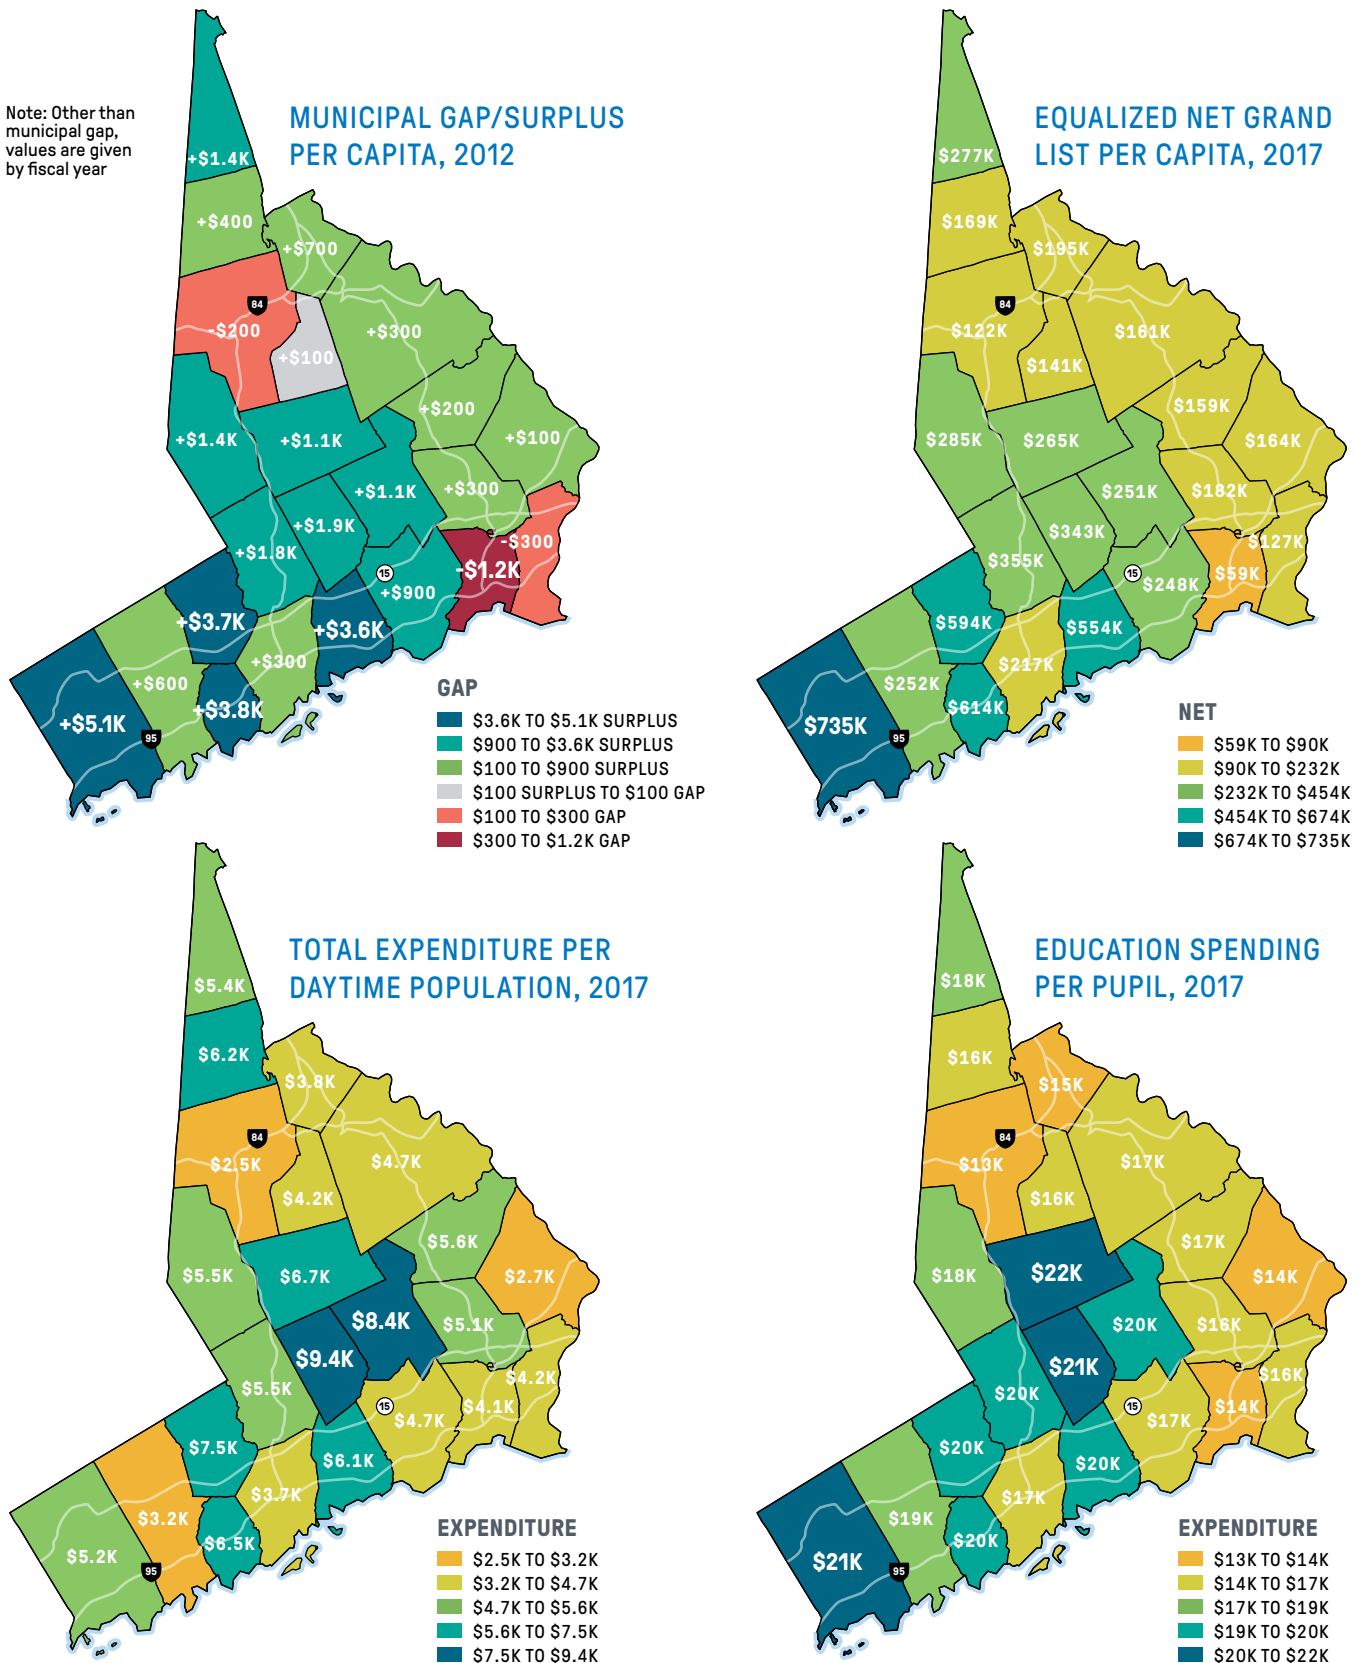 Note: Other than
municipal gap,
values are given
by fiscal year
MUNICIPAL GAP/SURPLUS
PER CAPITA, 2012
+$1.4K
+$400
+$700
84
-$200
+$100
+$300
+$200
+$100
+$1.4K
+$1.1K
+$1.1K
+$300
+$1.9K
-$300
+$1.8K
-$1.2K
15
+$900
+$3.7K
+$3.6K
+$300
+$600
+$3.8K
+$5.1K
95
GAP
$3.6K TO $5.1K SURPLUS
$900 TO $3.6K SURPLUS
$100 TO $900 SURPLUS
$100 SURPLUS TO $100 GAP
$100 TO $300 GAP
$300 TO $1.2K GAP
EQUALIZED NET GRAND
LIST PER CAPITA, 2017
$277K
$169K
$195K
84
$122K
$141K
$161K
$159K
$164K
$285K
$265K
$251K
$182K
$343K
$127K
$355K
$59K
15
$248K
$594K
$554K
$217K
$252K
$614K
$735K
95
NET
$59K TO $90K
$90K TO $232K
$232K TO $454K
$454K TO $674K
$674K TO $735K
TOTAL EXPENDITURE PER
DAYTIME POPULATION, 2017
$5.4K
$6.2K
$3.8K
84
$2.5K
$4.2K
$4.7K
$5.6K
$2.7K
$5.5K
$6.7K
$8.4K
$5.1K
$9.4K
$4.2K
$5.5K
$4.1K
15
$4.7K
$7.5K
$6.1K
$3.7K
$3.2K
$6.5K
$5.2K
95
EXPENDITURE
$2.5K TO $3.2K
$3.2K TO $4.7K
$4.7K TO $5.6K
$5.6K TO $7.5K
$7.5K TO $9.4K
EDUCATION SPENDING
PER PUPIL, 2017
$18K
$16K
$15K
84
$13K
$16K
$17K
$17K
$14K
$18K
$22K
$20K
$16K
$21K
$16K
$20K
$14K
15
$17K
$20K
$20K
$17K
$19K
$20K
$21K
95
EXPENDITURE
$13K TO $14K
$14K TO $17K
$17K TO $19K
$19K TO $20K
$20K TO $22K